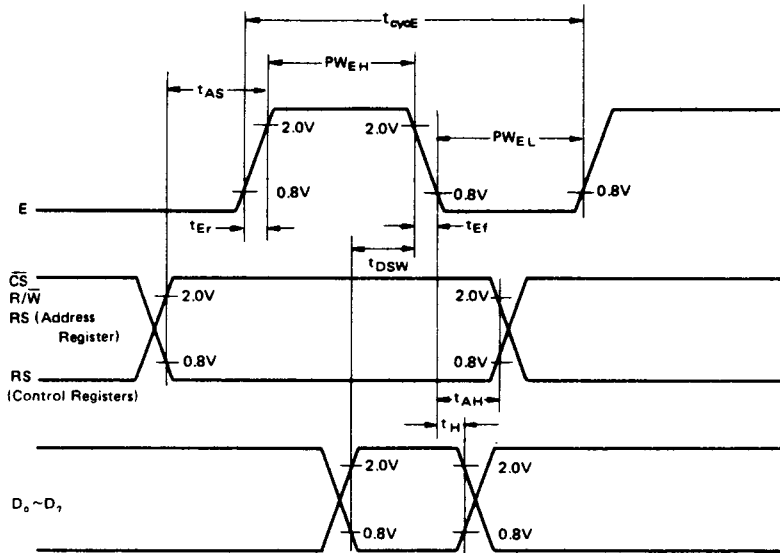 t_cycE
PW_EH
t_AS
2.0V 2.0V
PW_EL
E 0.8V 0.8V 0.8V
t_Er t_Ef
t_DSW
C̅S̅
R/W̅ 2.0V 2.0V
RS (Address
Register)
0.8V 0.8V
RS
(Control Registers)
t_AH
t_H
2.0V 2.0V
D₀~D₇
0.8V 0.8V